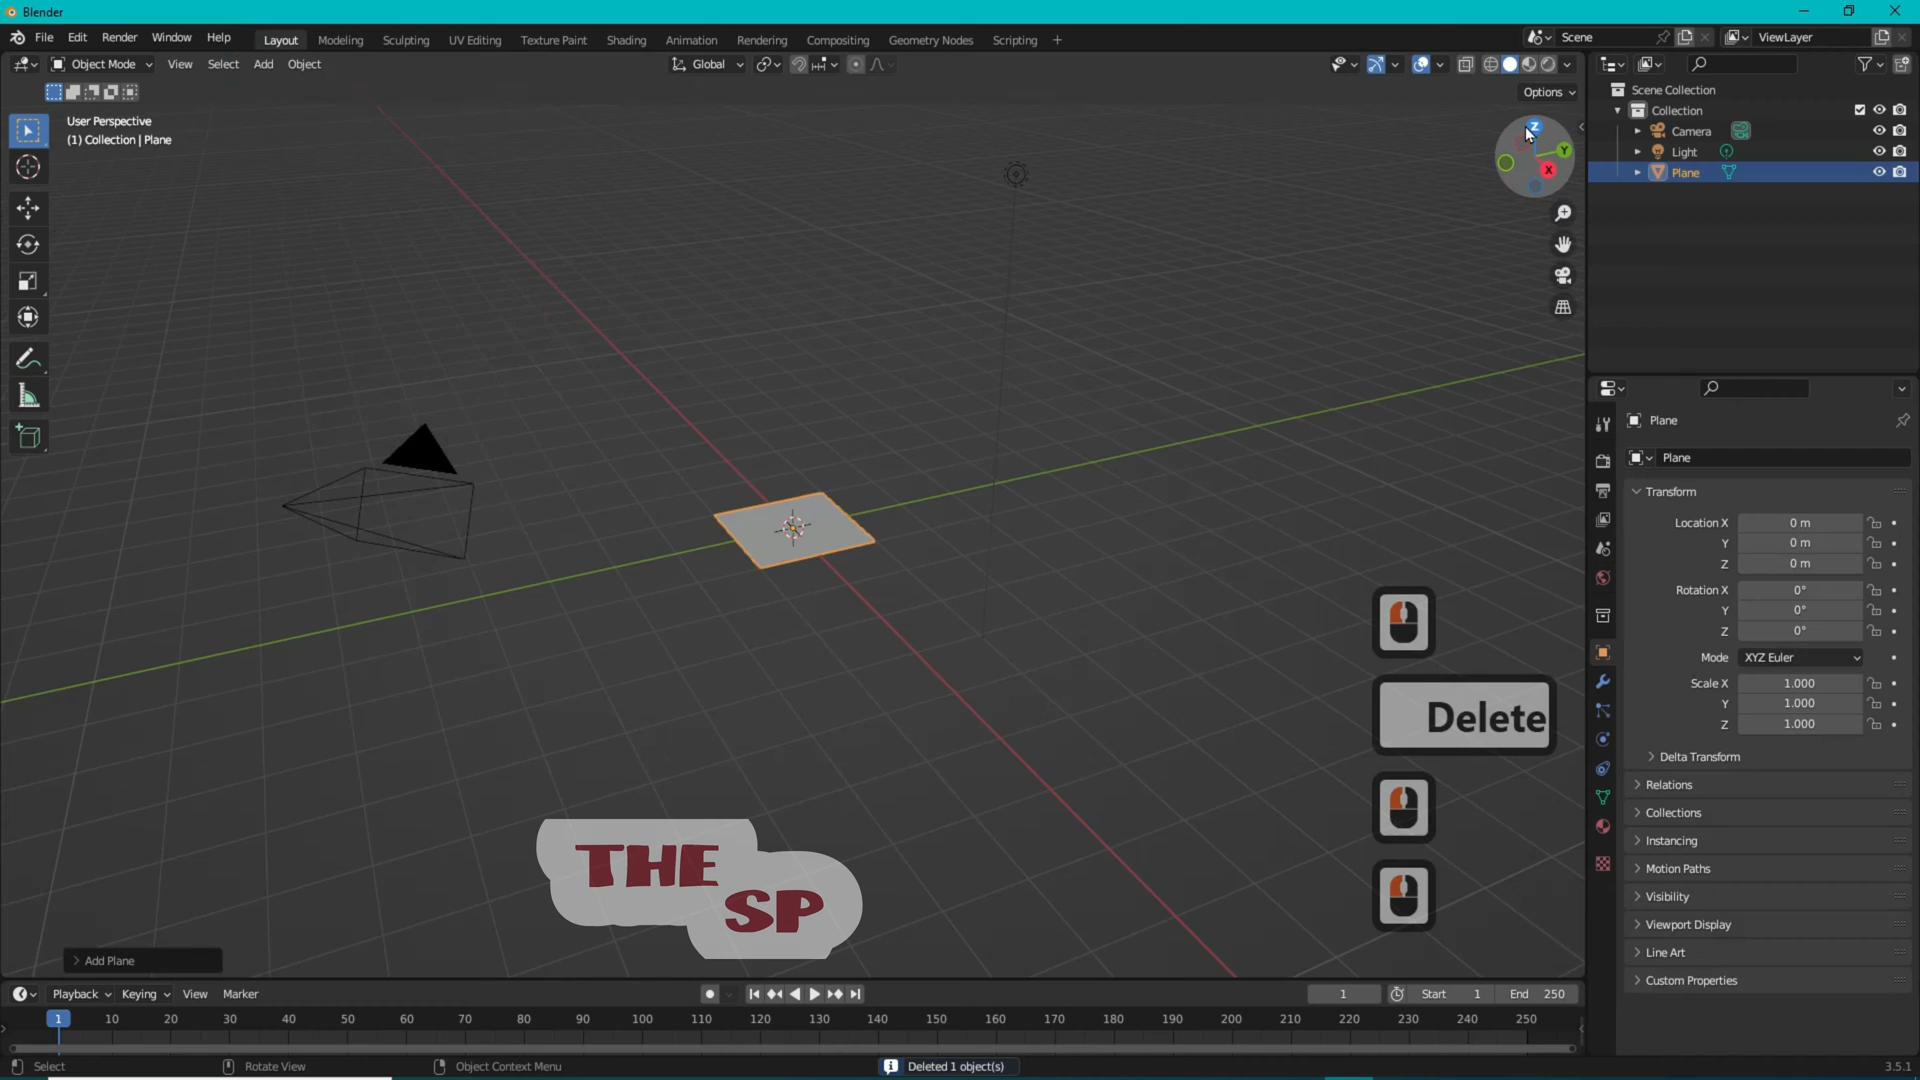 Blender
File Edit Render Window Help Layout Modeling Sculpting UV Editing Texture Paint Shading Animation Rendering Compositing Geometry Nodes Scripting + Scene ViewLayer
Object Mode View Select Add Object Global
Options
User Perspective
(1) Collection | Plane
Z
Y
X
Scene Collection
Collection
Camera
Light
Plane
Plane
Plane
Transform
Location X 0 m
Y 0 m
Z 0 m
Rotation X 0°
Y 0°
Z 0°
Mode XYZ Euler
Scale X 1.000
Y 1.000
Z 1.000
Delta Transform
Relations
Collections
Instancing
Motion Paths
Visibility
Viewport Display
Line Art
Custom Properties
Delete
THE
SP
Add Plane
Playback Keying View Marker 1 Start 1 End 250
1 10 20 30 40 50 60 70 80 90 100 110 120 130 140 150 160 170 180 190 200 210 220 230 240 250
Select Rotate View Object Context Menu Deleted 1 object(s) 3.5.1